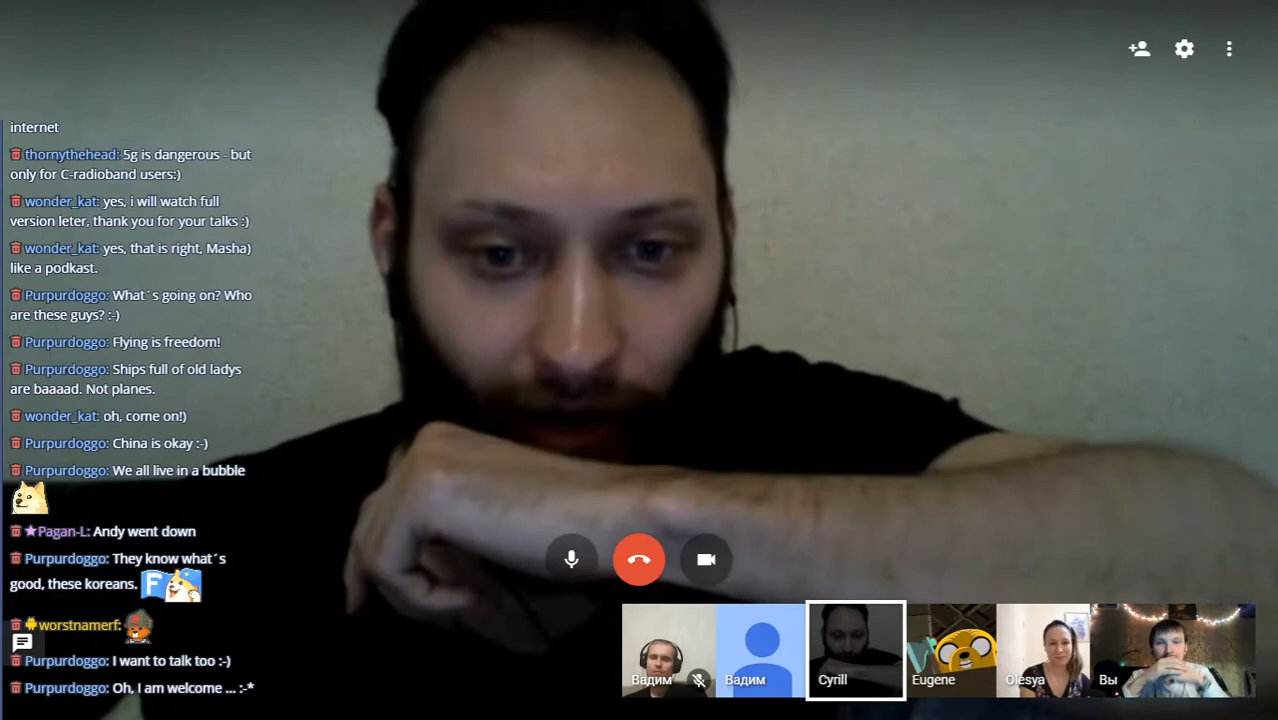 internet
thornythehead: 5g is dangerous - but
only for C-radioband users:)
wonder_kat: yes, i will watch full
version leter, thank you for your talks :)
wonder_kat: yes, that is right, Masha)
like a podkast.
Purpurdoggo: What´s going on? Who
are these guys? :-)
Purpurdoggo: Flying is freedom!
Purpurdoggo: Ships full of old ladys
are baaaad. Not planes.
wonder_kat: oh, come on!)
Purpurdoggo: China is okay :-)
Purpurdoggo: We all live in a bubble
Pagan-L: Andy went down
Purpurdoggo: They know what´s
good, these koreans. F
worstnamerf:
Purpurdoggo: I want to talk too :-)
Purpurdoggo: Oh, I am welcome ... :-*
Вадим
Вадим
Cyrill
Eugene
Olesya
Вы